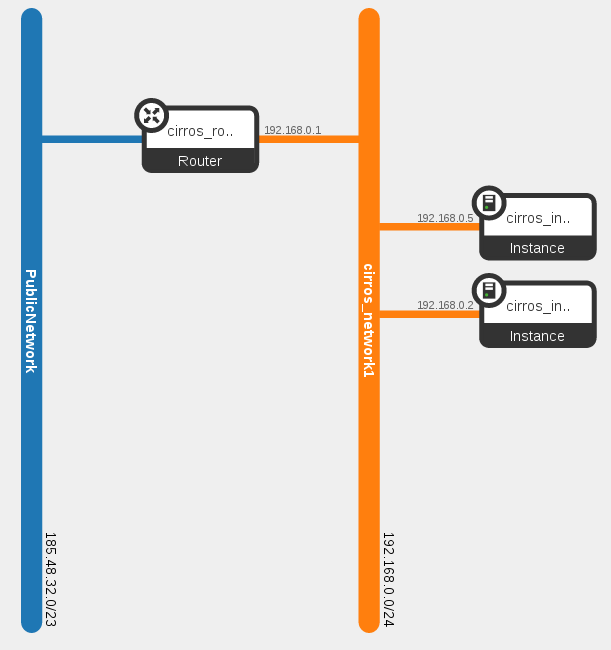 cirros_ro..
Router
192.168.0.1
192.168.0.5
cirros_in..
Instance
192.168.0.2
cirros_in..
Instance
PublicNetwork
cirros_network1
185.48.32.0/23
192.168.0.0/24